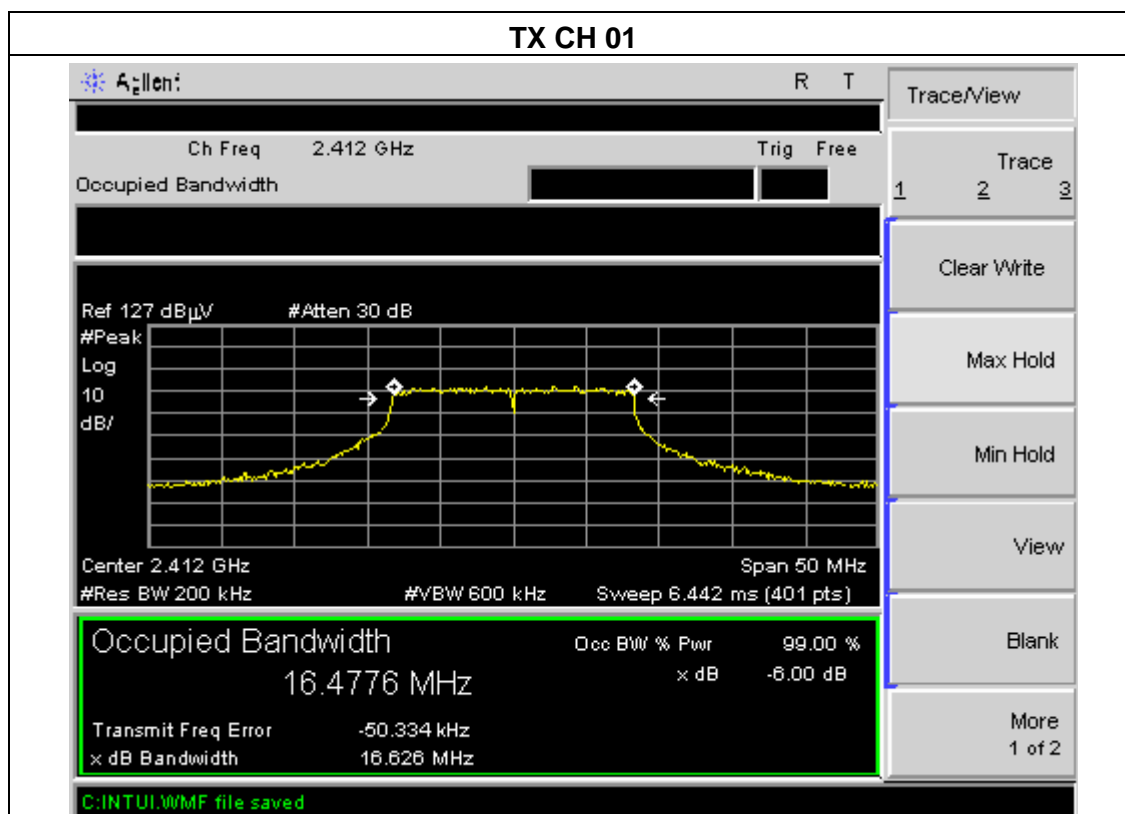 TX CH 01
Agilent R T
Trace/View
Ch Freq 2.412 GHz Trig Free
Occupied Bandwidth
Trace
1 2 3
Clear Write
Max Hold
Min Hold
View
Blank
More
1 of 2
Ref 127 dBµV #Atten 30 dB
#Peak
Log
10
dB/
Center 2.412 GHz Span 50 MHz
#Res BW 200 kHz #VBW 600 kHz Sweep 6.442 ms (401 pts)
Occupied Bandwidth Occ BW % Pwr 99.00 %
16.4776 MHz x dB -6.00 dB
Transmit Freq Error -50.334 kHz
x dB Bandwidth 16.626 MHz
C:INTUI.WMF file saved